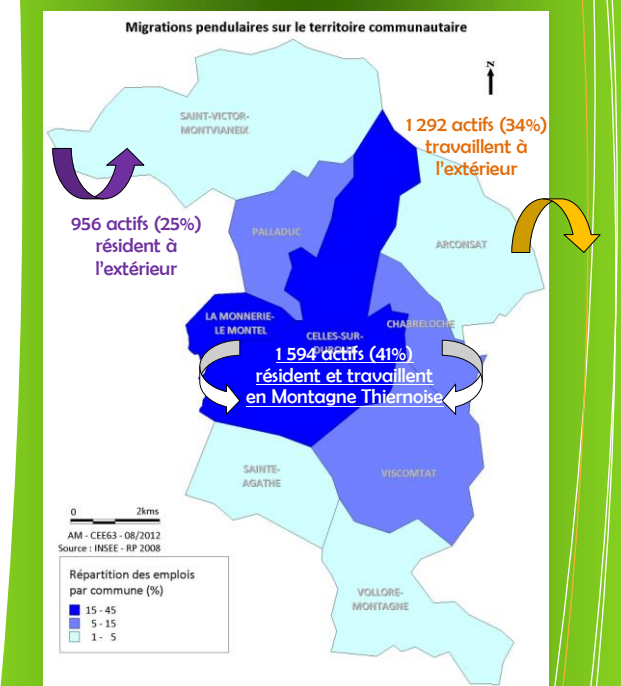 Migrations pendulaires sur le territoire communautaire
N
SAINT-VICTOR-
MONTVIANEIX
1 292 actifs (34%)
travaillent à
l'extérieur
956 actifs (25%)
résident à
l'extérieur
PALLADUC
ARCONSAT
LA MONNERIE-
LE MONTEL
CELLES-SUR-
DUROLLE
CHABRELOCHE
1 594 actifs (41%)
résident et travaillent
en Montagne Thiernoise
SAINTE-
AGATHE
VISCOMTAT
VOLLORE-
MONTAGNE
0 2kms
AM - CEE63 - 08/2012
Source : INSEE - RP 2008
Répartition des emplois
par commune (%)
15 - 45
5 - 15
1 - 5